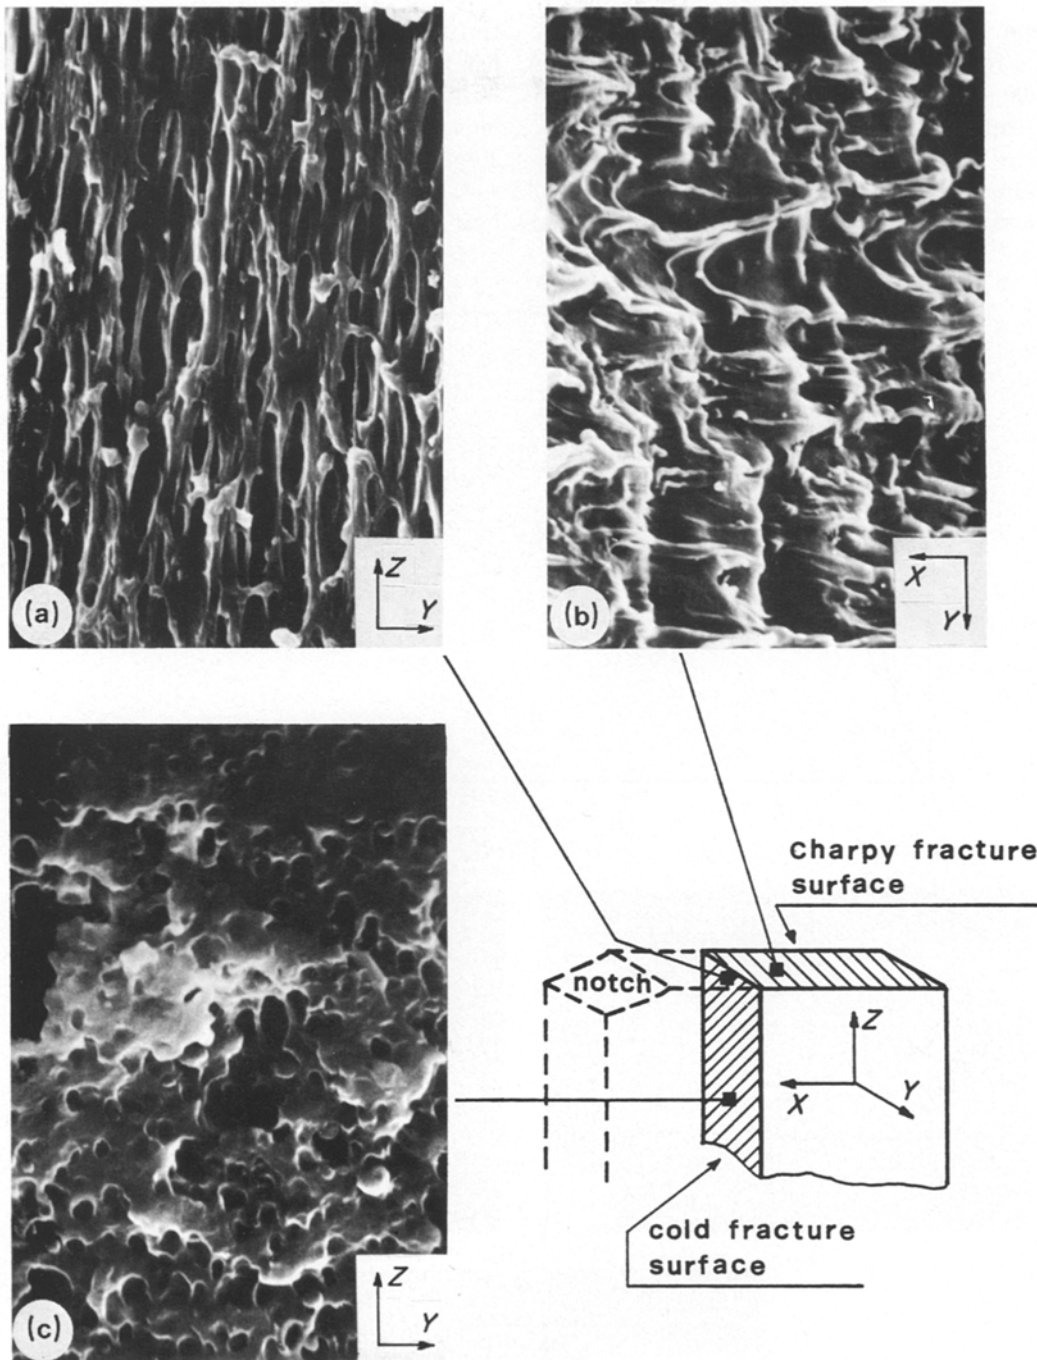 Z
Y
(a)
X
Y
(b)
Charpy fracture
surface
notch
Z
X
Y
cold fracture
surface
Z
Y
(c)